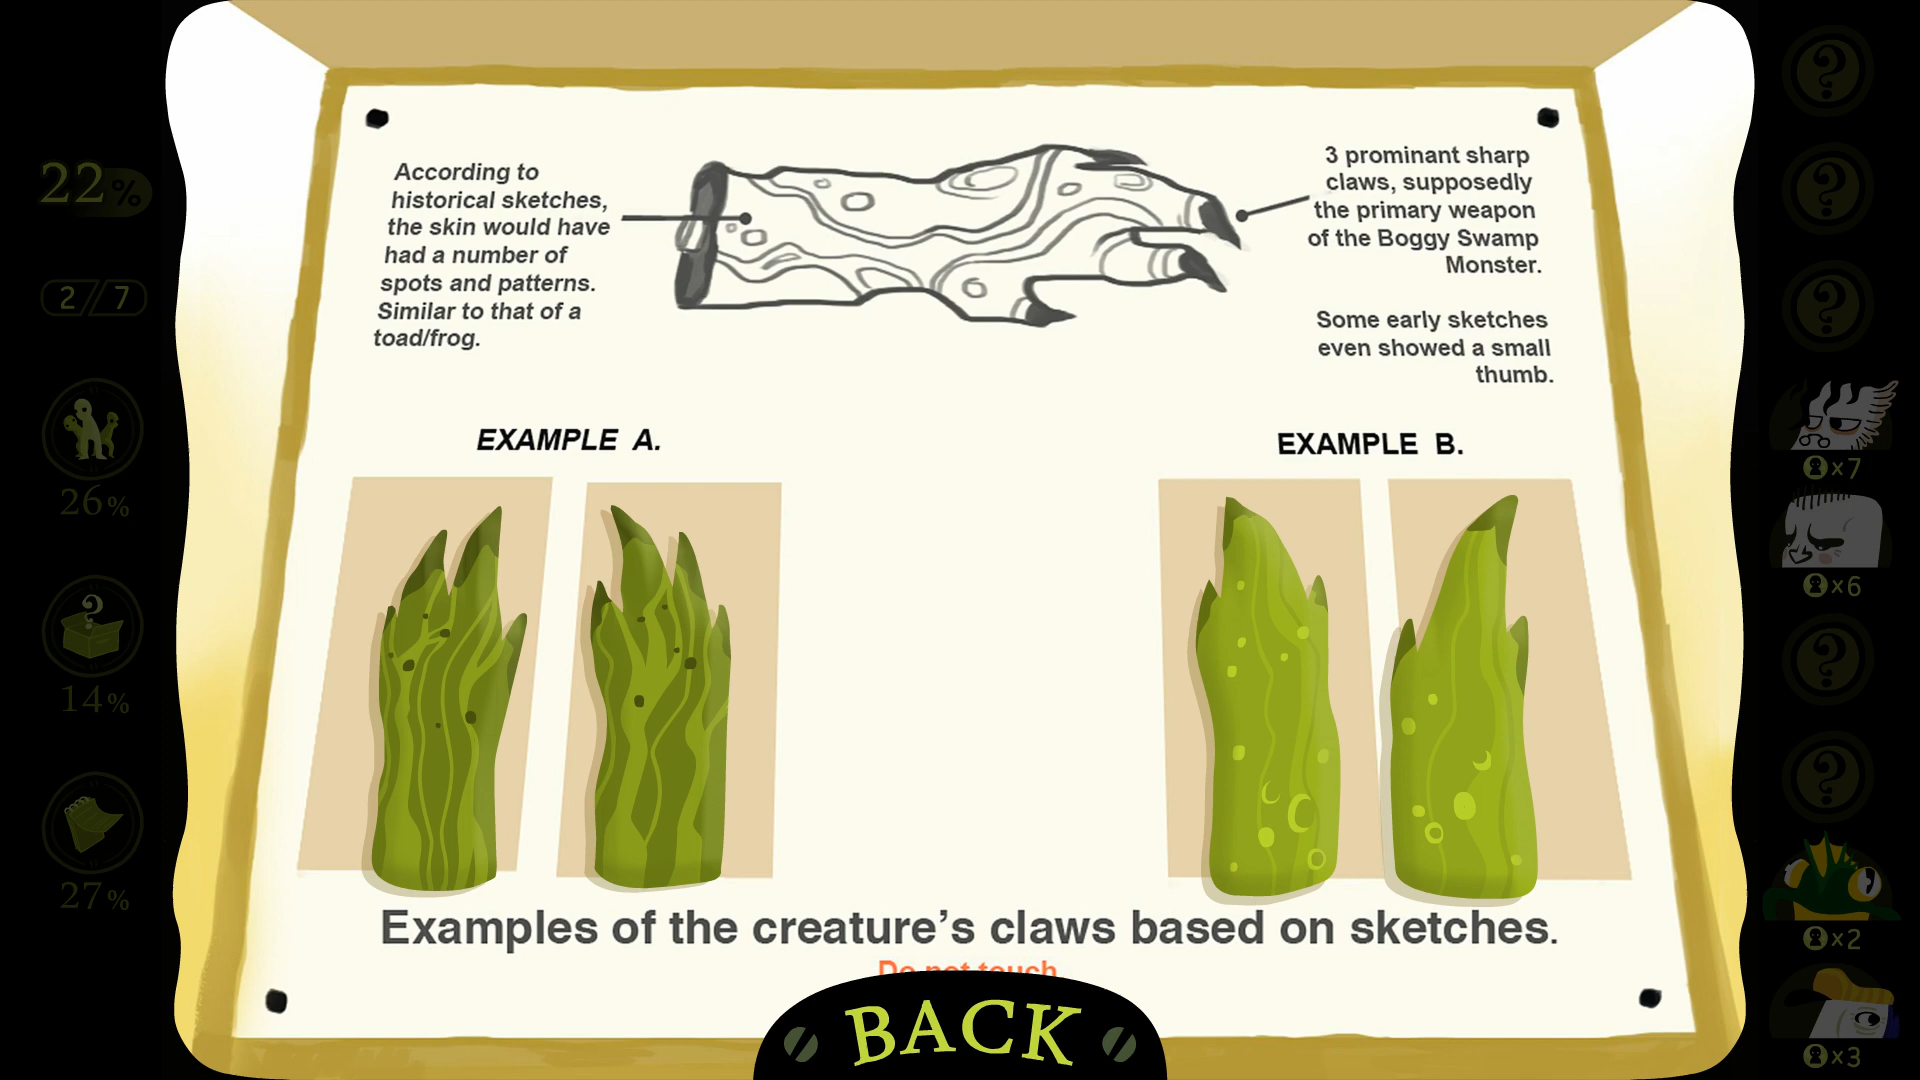 According to
historical sketches,
the skin would have
had a number of
spots and patterns.
Similar to that of a
toad/frog.
3 prominant sharp
claws, supposedly
the primary weapon
of the Boggy Swamp
Monster.
Some early sketches
even showed a small
thumb.
EXAMPLE A.
EXAMPLE B.
Examples of the creature's claws based on sketches.
Do not touch
BACK
22%
2/7
26%
?
14%
27%
?
?
?
x7
x6
?
?
x2
x3